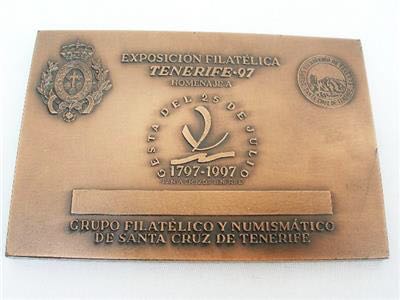 EXPOSICIÓN FILATÉLICA
TENERIFE-97
HOMENAJE A
GESTA DEL 25 DE JULIO
1797-1997
GRUPO FILATÉLICO Y NUMISMÁTICO
DE SANTA CRUZ DE TENERIFE